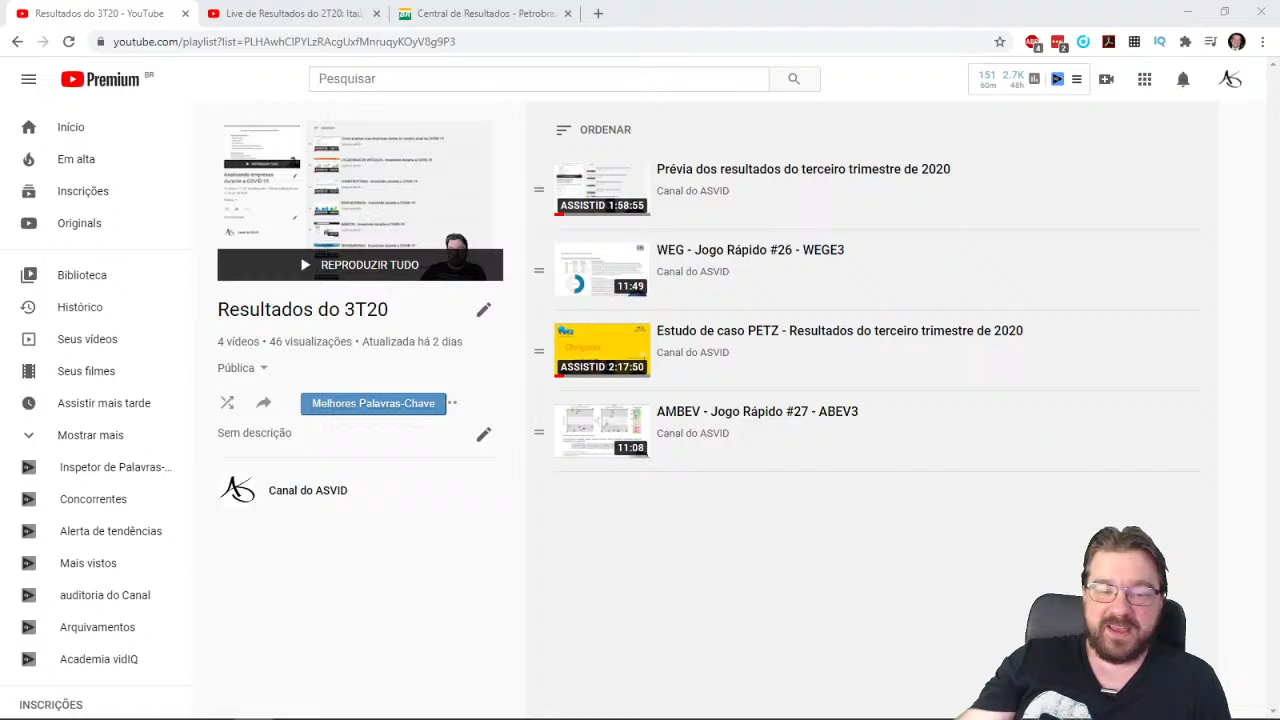 Resultados do 3T20 - YouTube
Live de Resultados do 2T20: Itaú
Central de Resultados - Petrobra
youtube.com/playlist?list=PLHAwhClPYLzRAcgUxfMnruqyKOyV8g9P3
Premium BR
Pesquisar
151 2.7K
60m 48h
Início
Em alta
Inscrições
Originais
Biblioteca
Histórico
Seus vídeos
Seus filmes
Assistir mais tarde
Mostrar mais
Inspetor de Palavras-...
Concorrentes
Alerta de tendências
Mais vistos
auditoria do Canal
Arquivamentos
Academia vidIQ
INSCRIÇÕES
REPRODUZIR TUDO
Resultados do 3T20
4 vídeos • 46 visualizações • Atualizada há 2 dias
Pública
Melhores Palavras-Chave
Sem descrição
Canal do ASVID
ORDENAR
resultados do terceiro trimestre de 2020
Canal do ASVID
ASSISTID 1:58:55
WEG - Jogo Rápido #26 - WEGE3
Canal do ASVID
11:49
Estudo de caso PETZ - Resultados do terceiro trimestre de 2020
Canal do ASVID
Obrigado
ASSISTID 2:17:50
AMBEV - Jogo Rápido #27 - ABEV3
Canal do ASVID
11:08